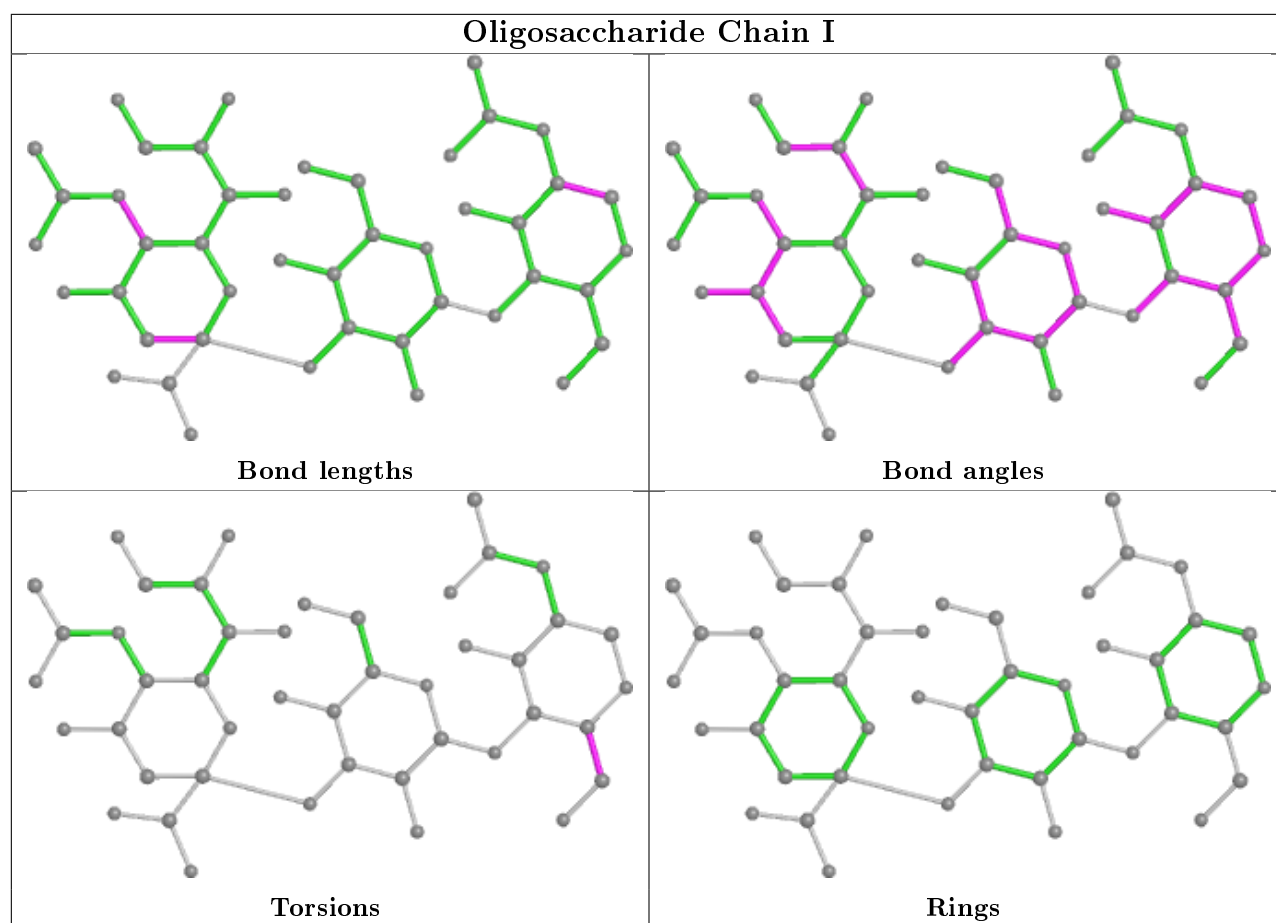 Oligosaccharide Chain I
Bond lengths
Bond angles
Torsions
Rings